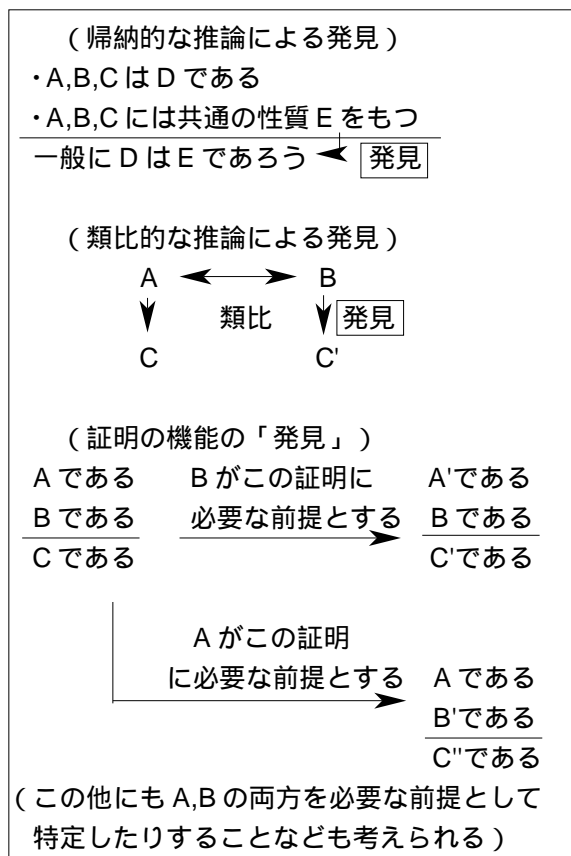 （帰納的な推論による発見）
・A,B,C は D である
・A,B,C には共通の性質 E をもつ
一般に D は E であろう 発見
（類比的な推論による発見）
A B
類比 発見
C C'
（証明の機能の「発見」）
A である B がこの証明に A'である
B である 必要な前提とする B である
C である C'である
A がこの証明
に必要な前提とする A である
B'である
C''である
（この他にも A,B の両方を必要な前提として
特定したりすることなども考えられる）